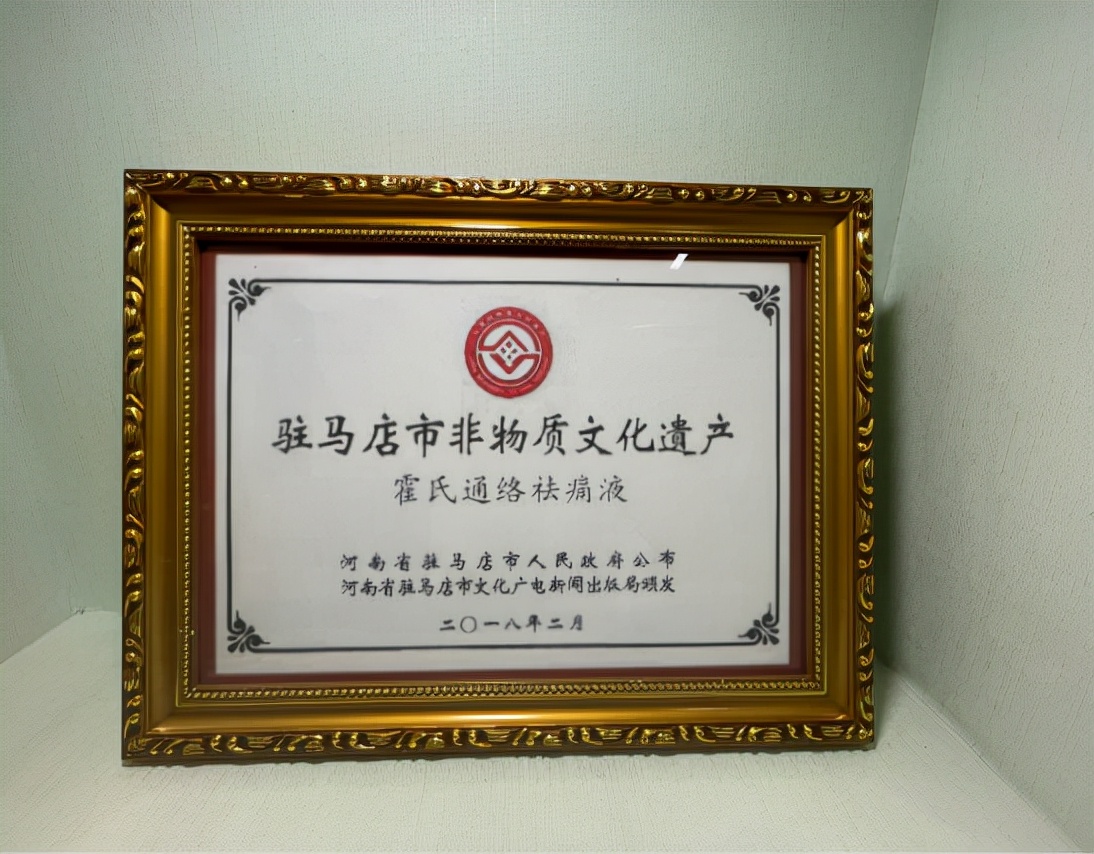 驻马店市非物质文化遗产
霍氏通络祛痛液
河南省驻马店市人民政府公布
河南省驻马店市文化广电新闻出版局颁发
二〇一八年二月